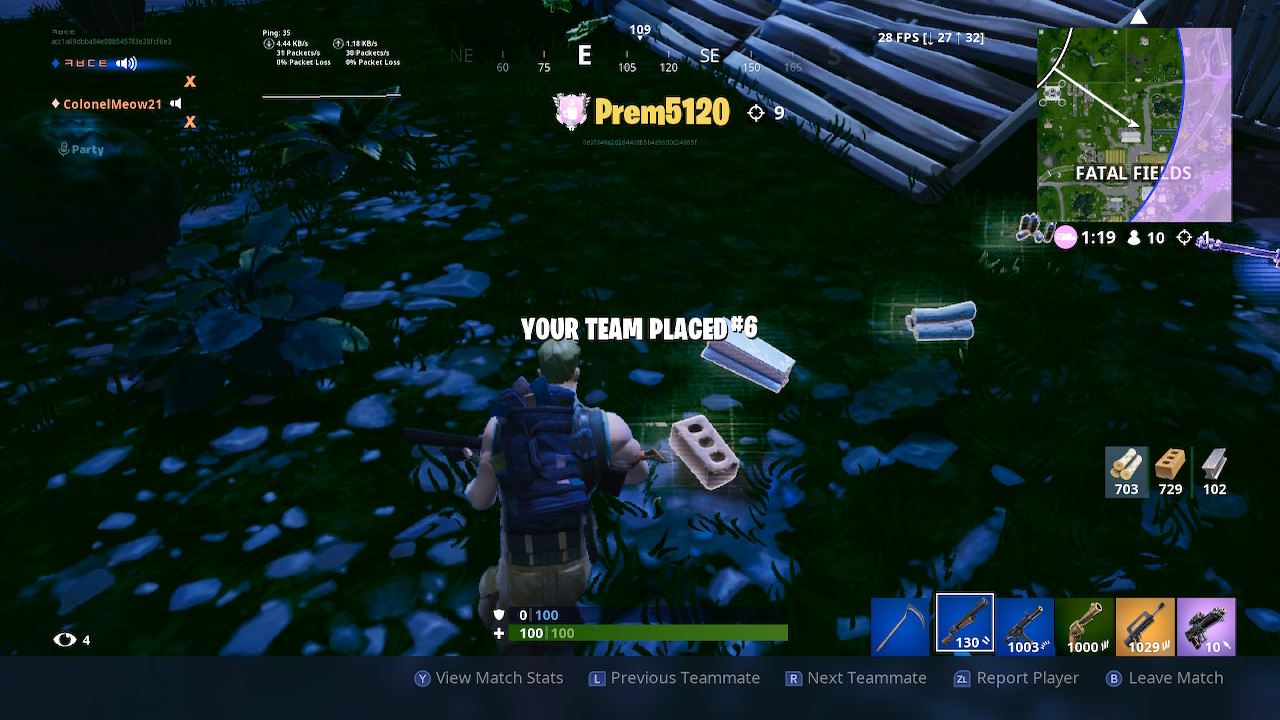 Ping: 35
4.44 KB/s 1.18 KB/s
31 Packets/s 30 Packets/s
0% Packet Loss 0% Packet Loss
ㅋㅂㄷㅌ
ColonelMeow21
X
X
Party
109
NE E SE S
60 75 105 120 150 165
Prem5120 9
28 FPS [↓ 27 ↑ 32]
FATAL FIELDS
1:19 10 1
YOUR TEAM PLACED #6
703 729 102
0 | 100
100 | 100
130 1003 1000 1029 10
4
Y View Match Stats L Previous Teammate R Next Teammate ZL Report Player B Leave Match